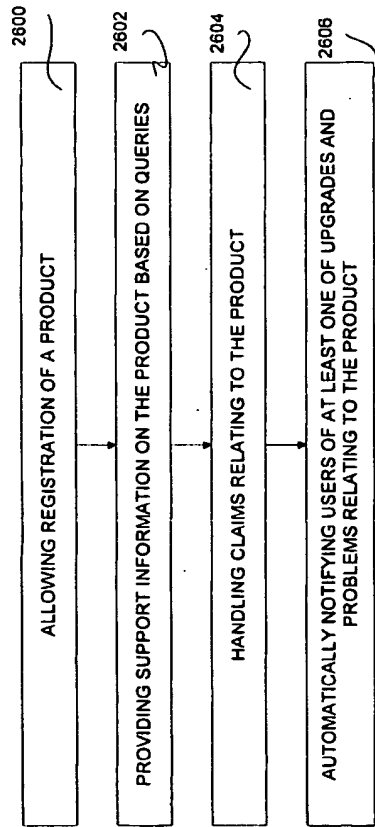 2600
ALLOWING REGISTRATION OF A PRODUCT
2602
PROVIDING SUPPORT INFORMATION ON THE PRODUCT BASED ON QUERIES
2604
HANDLING CLAIMS RELATING TO THE PRODUCT
2606
AUTOMATICALLY NOTIFYING USERS OF AT LEAST ONE OF UPGRADES AND
PROBLEMS RELATING TO THE PRODUCT